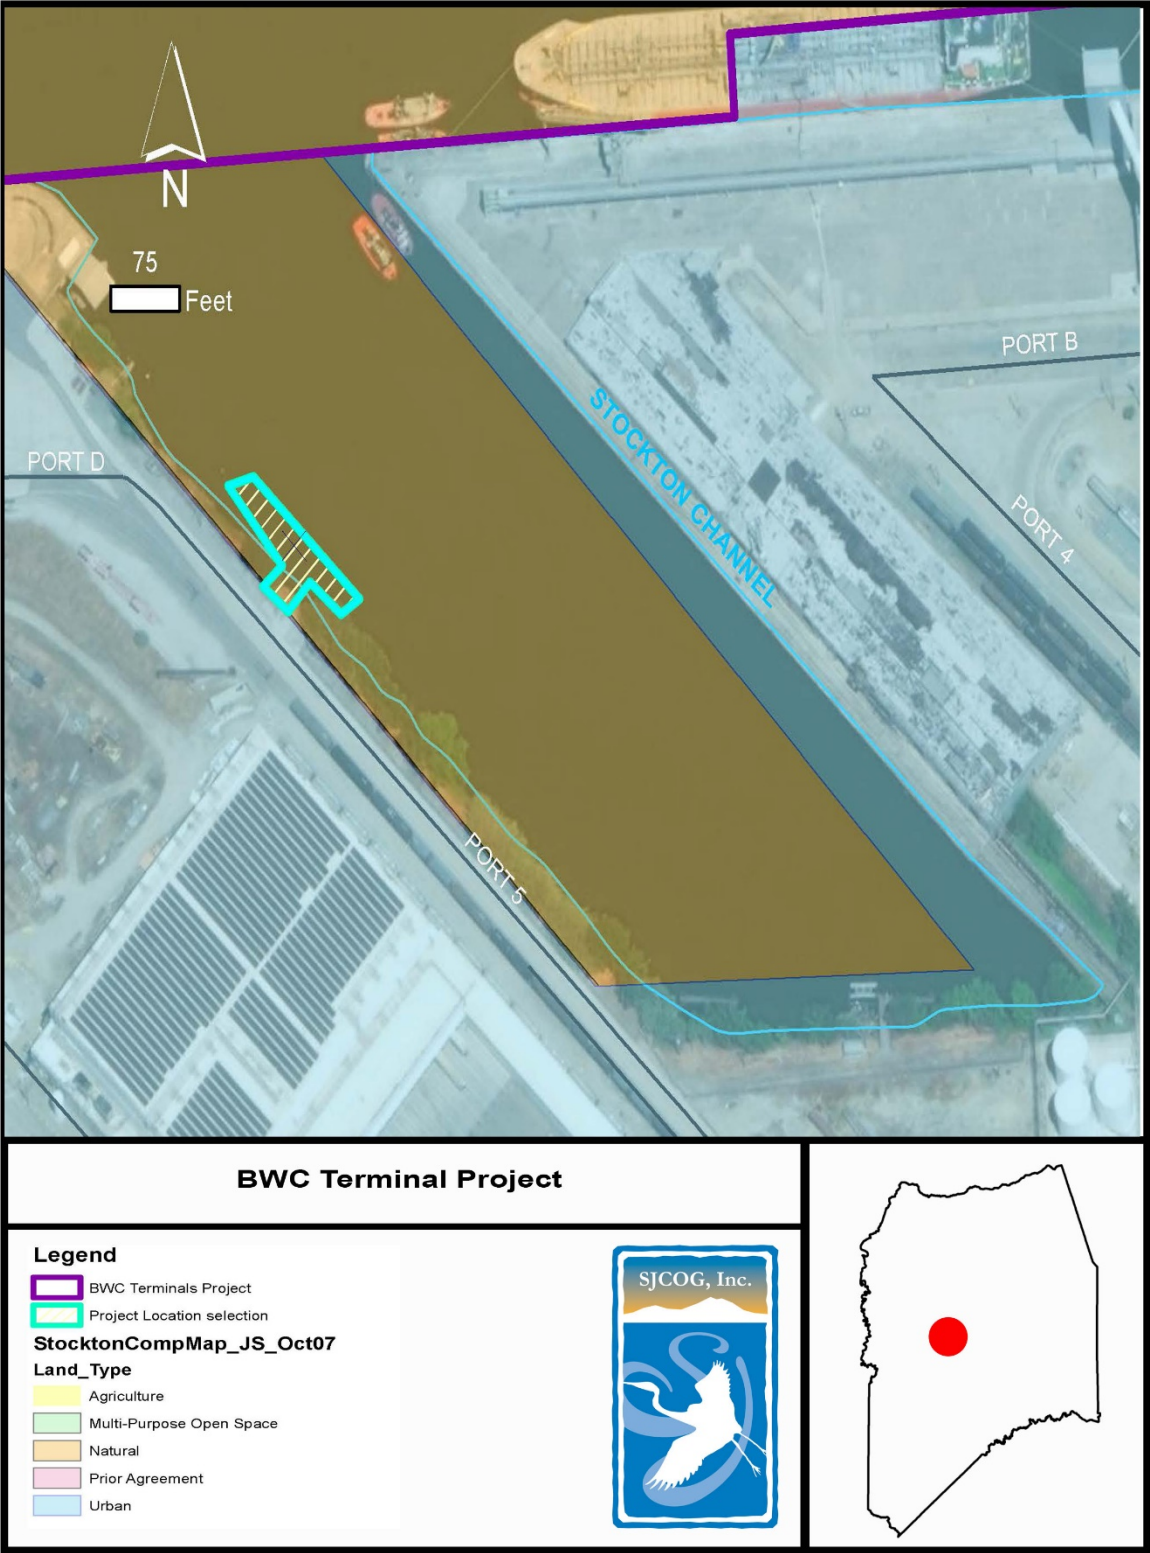 N
75
Feet
PORT B
PORT D
STOCKTON CHANNEL
PORT 4
PORT 5
BWC Terminal Project
Legend
BWC Terminals Project
Project Location selection
StocktonCompMap_JS_Oct07
Land_Type
Agriculture
Multi-Purpose Open Space
Natural
Prior Agreement
Urban
SJCOG, Inc.